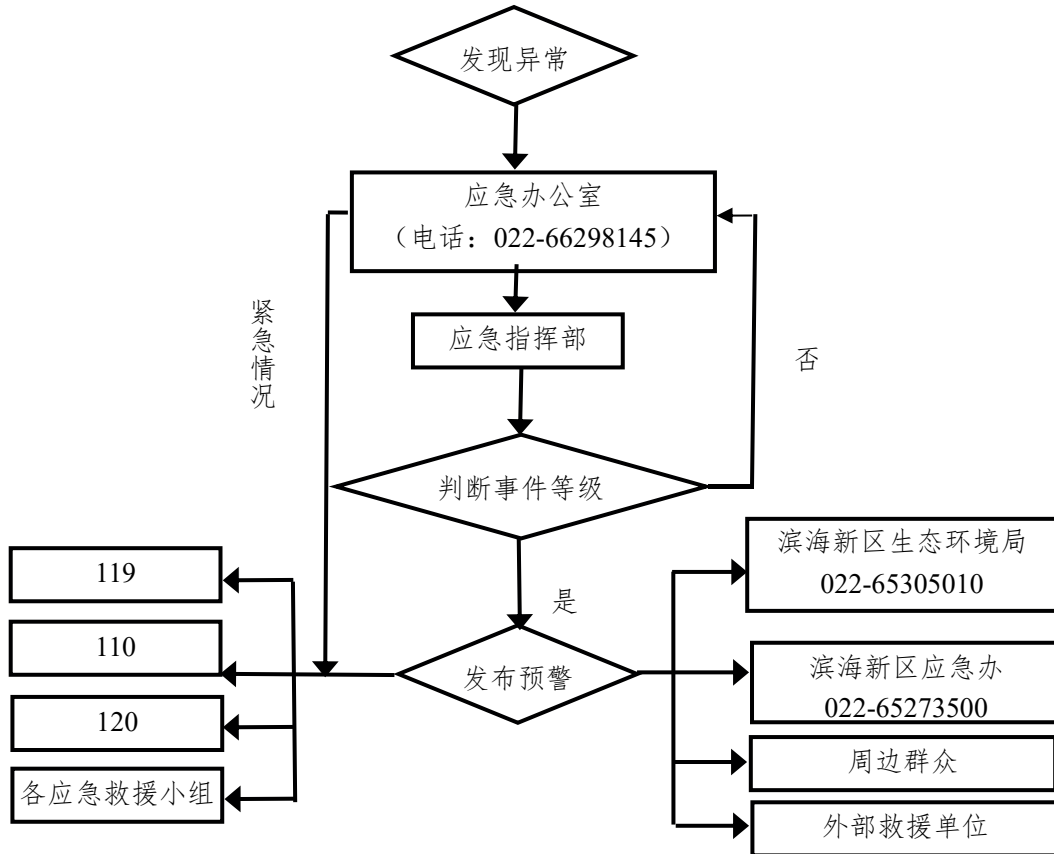 发现异常
应急办公室
（电话：022-66298145）
紧急情况
应急指挥部
否
判断事件等级
是
发布预警
119
110
120
各应急救援小组
滨海新区生态环境局
022-65305010
滨海新区应急办
022-65273500
周边群众
外部救援单位